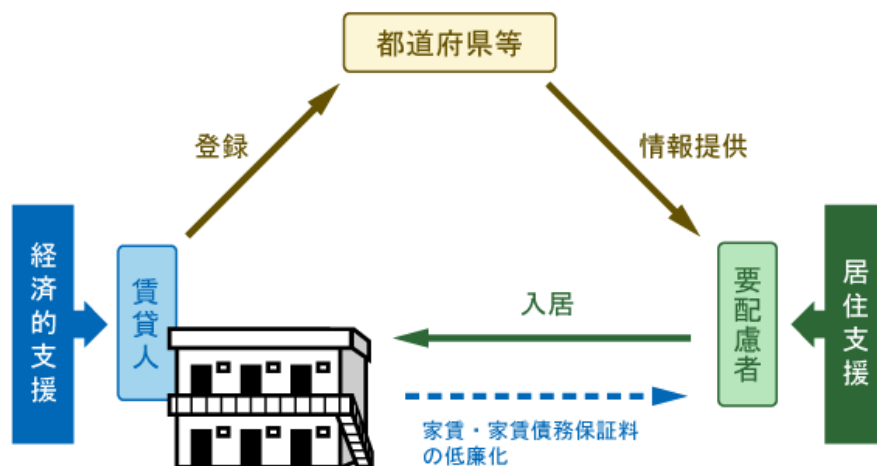 都道府県等
登録
情報提供
経済的支援
賃貸人
入居
要配慮者
居住支援
家賃・家賃債務保証料
の低廉化